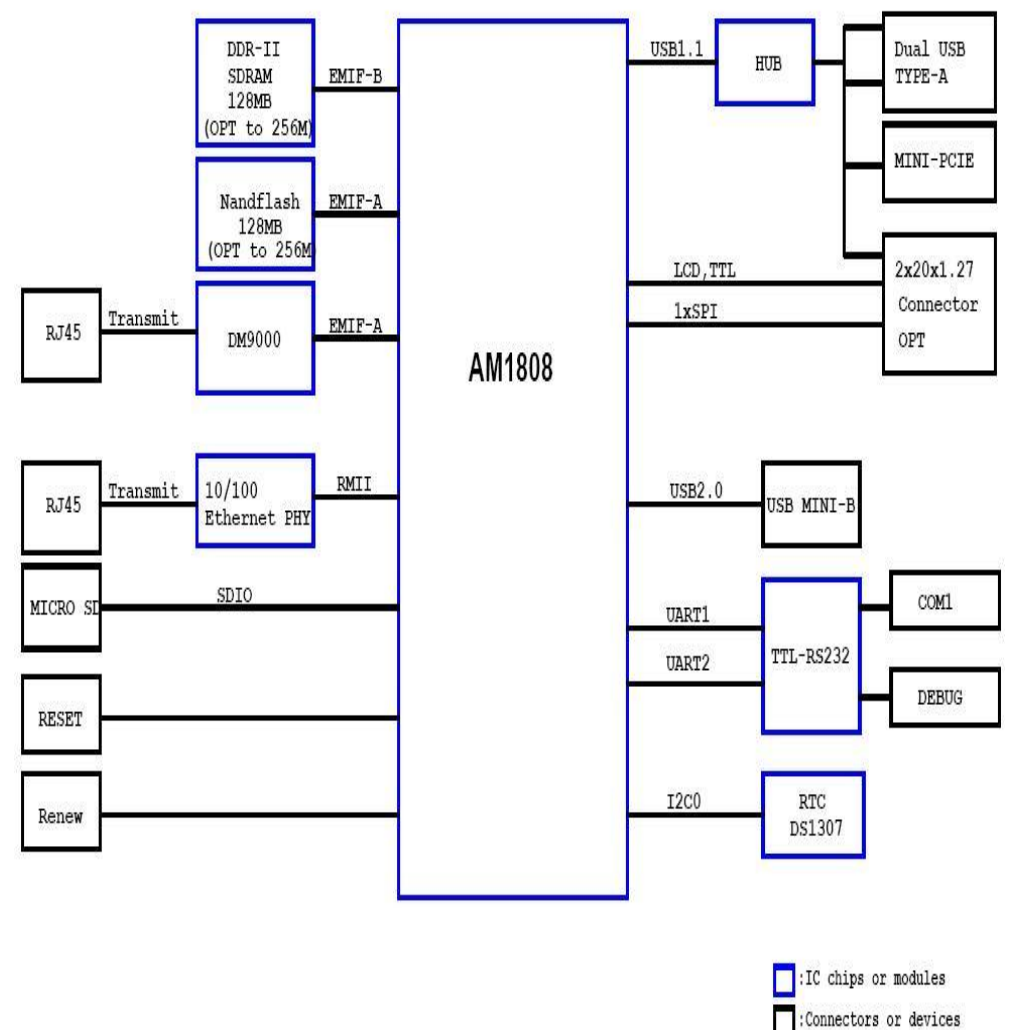 DDR-II
SDRAM
128MB
(OPT to 256M)
EMIF-B
Nandflash
128MB
(OPT to 256M)
EMIF-A
RJ45
Transmit
DM9000
EMIF-A
RJ45
Transmit
10/100
Ethernet PHY
RMII
MICRO SD
SDIO
RESET
Renew
AM1808
USB1.1
HUB
Dual USB
TYPE-A
MINI-PCIE
LCD,TTL
1xSPI
2x20x1.27
Connector
OPT
USB2.0
USB MINI-B
UART1
UART2
TTL-RS232
COM1
DEBUG
I2C0
RTC
DS1307
:IC chips or modules
:Connectors or devices